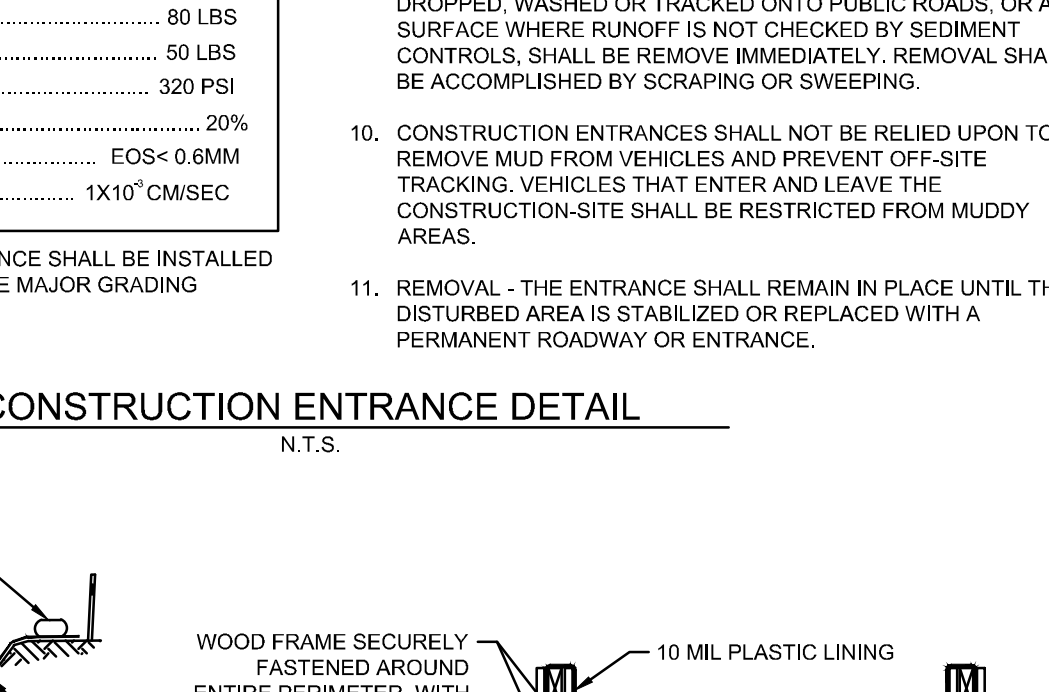 80 LBS
50 LBS
320 PSI
20%
EOS< 0.6MM
1X10⁻³ CM/SEC
NCE SHALL BE INSTALLED
E MAJOR GRADING
DROPPED, WASHED OR TRACKED ONTO PUBLIC ROADS, OR A
SURFACE WHERE RUNOFF IS NOT CHECKED BY SEDIMENT
CONTROLS, SHALL BE REMOVE IMMEDIATELY. REMOVAL SHA
BE ACCOMPLISHED BY SCRAPING OR SWEEPING.
10. CONSTRUCTION ENTRANCES SHALL NOT BE RELIED UPON TO
REMOVE MUD FROM VEHICLES AND PREVENT OFF-SITE
TRACKING. VEHICLES THAT ENTER AND LEAVE THE
CONSTRUCTION-SITE SHALL BE RESTRICTED FROM MUDDY
AREAS.
11. REMOVAL - THE ENTRANCE SHALL REMAIN IN PLACE UNTIL TH
DISTURBED AREA IS STABILIZED OR REPLACED WITH A
PERMANENT ROADWAY OR ENTRANCE.
CONSTRUCTION ENTRANCE DETAIL
N.T.S.
WOOD FRAME SECURELY
FASTENED AROUND
ENTIRE PERIMETER WITH
10 MIL PLASTIC LINING